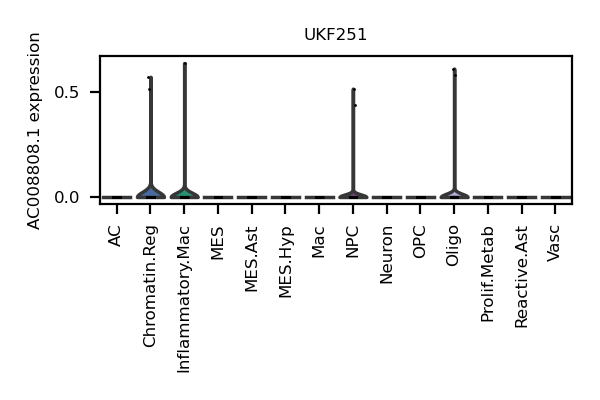 UKF251
AC008808.1 expression
0.5
0.0
AC
Chromatin.Reg
Inflammatory.Mac
MES
MES.Ast
MES.Hyp
Mac
NPC
Neuron
OPC
Oligo
Prolif.Metab
Reactive.Ast
Vasc